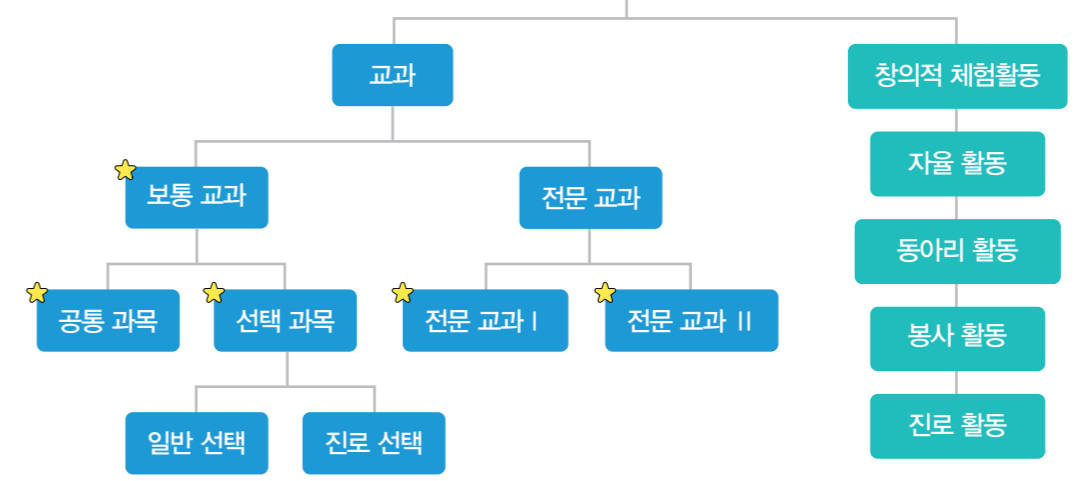 교과
창의적 체험활동
자율 활동
보통 교과
전문 교과
동아리 활동
공통 과목
선택 과목
전문 교과 Ⅰ
전문 교과 Ⅱ
봉사 활동
일반 선택
진로 선택
진로 활동